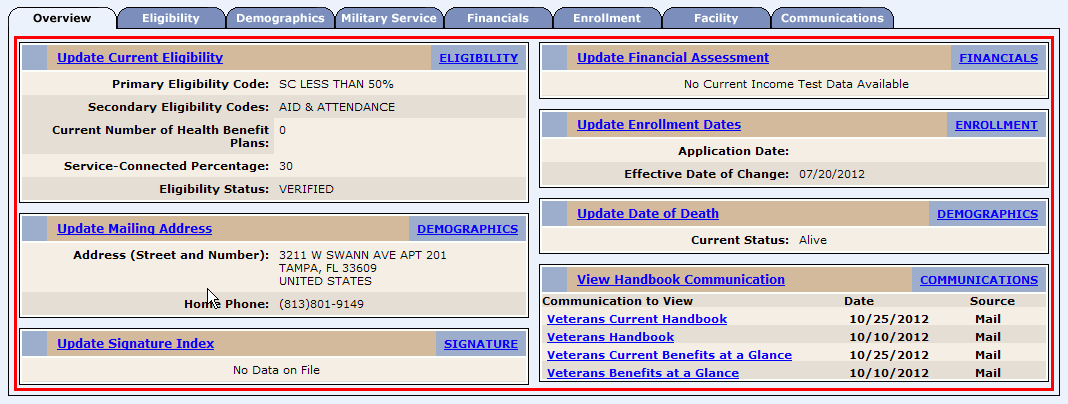 Overview Eligibility Demographics Military Service Financials Enrollment Facility Communications
Update Current Eligibility ELIGIBILITY
Primary Eligibility Code: SC LESS THAN 50%
Secondary Eligibility Codes: AID & ATTENDANCE
Current Number of Health Benefit 0
Plans:
Service-Connected Percentage: 30
Eligibility Status: VERIFIED
Update Mailing Address DEMOGRAPHICS
Address (Street and Number): 3211 W SWANN AVE APT 201
TAMPA, FL 33609
UNITED STATES
Home Phone: (813)801-9149
Update Signature Index SIGNATURE
No Data on File
Update Financial Assessment FINANCIALS
No Current Income Test Data Available
Update Enrollment Dates ENROLLMENT
Application Date:
Effective Date of Change: 07/20/2012
Update Date of Death DEMOGRAPHICS
Current Status: Alive
View Handbook Communication COMMUNICATIONS
Communication to View Date Source
Veterans Current Handbook 10/25/2012 Mail
Veterans Handbook 10/10/2012 Mail
Veterans Current Benefits at a Glance 10/25/2012 Mail
Veterans Benefits at a Glance 10/10/2012 Mail